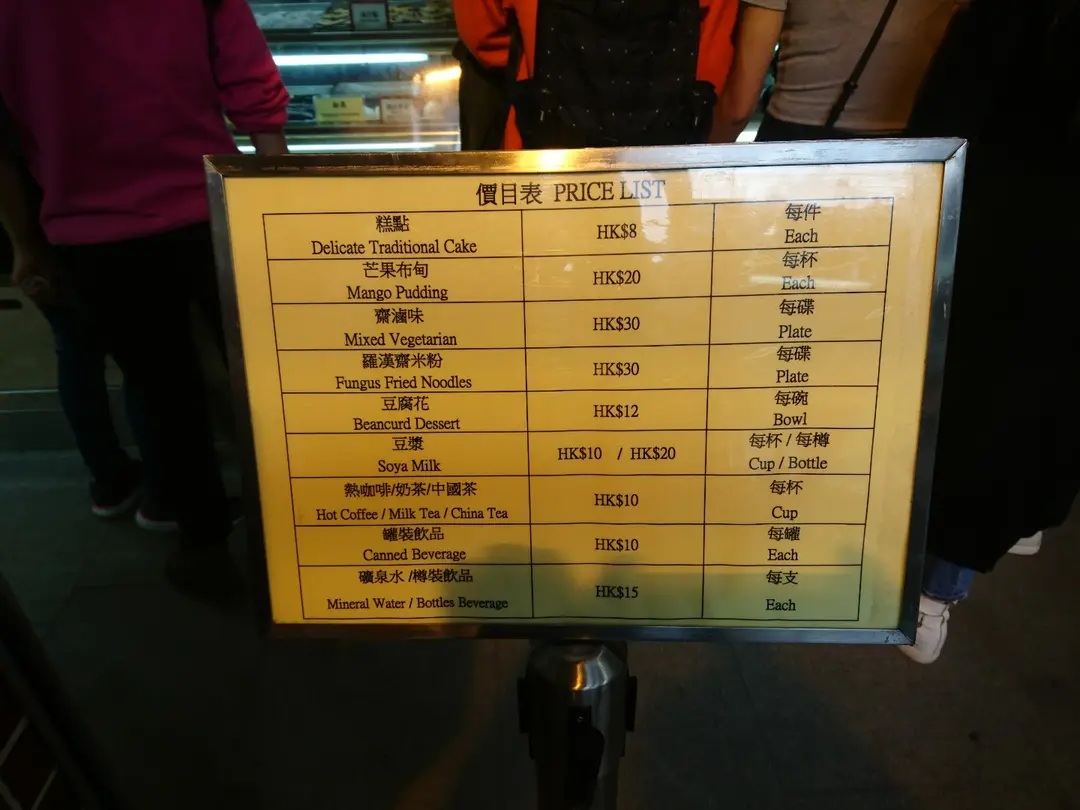 價目表 PRICE LIST
糕點
Delicate Traditional Cake
HK$8
每件
Each
芒果布甸
Mango Pudding
HK$20
每杯
Each
齋滷味
Mixed Vegetarian
HK$30
每碟
Plate
羅漢齋米粉
Fungus Fried Noodles
HK$30
每碟
Plate
豆腐花
Beancurd Dessert
HK$12
每碗
Bowl
豆漿
Soya Milk
HK$10 / HK$20
每杯 / 每樽
Cup / Bottle
熱咖啡/奶茶/中國茶
Hot Coffee / Milk Tea / China Tea
HK$10
每杯
Cup
罐裝飲品
Canned Beverage
HK$10
每罐
Each
礦泉水 /樽裝飲品
Mineral Water / Bottles Beverage
HK$15
每支
Each